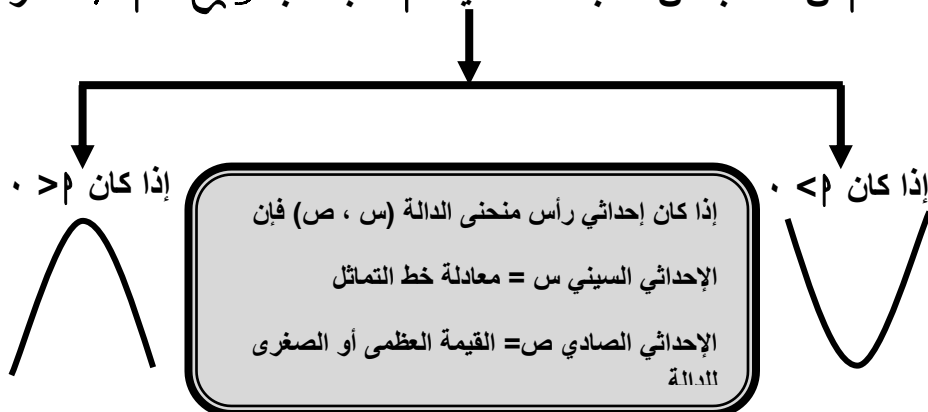 إذا كان أ > ٠
إذا كان أ < ٠
إذا كان إحداثي رأس منحنى الدالة (س ، ص) فإن
الإحداثي السيني س = معادلة خط التماثل
الإحداثي الصادي ص= القيمة العظمى أو الصغرى
للدالة